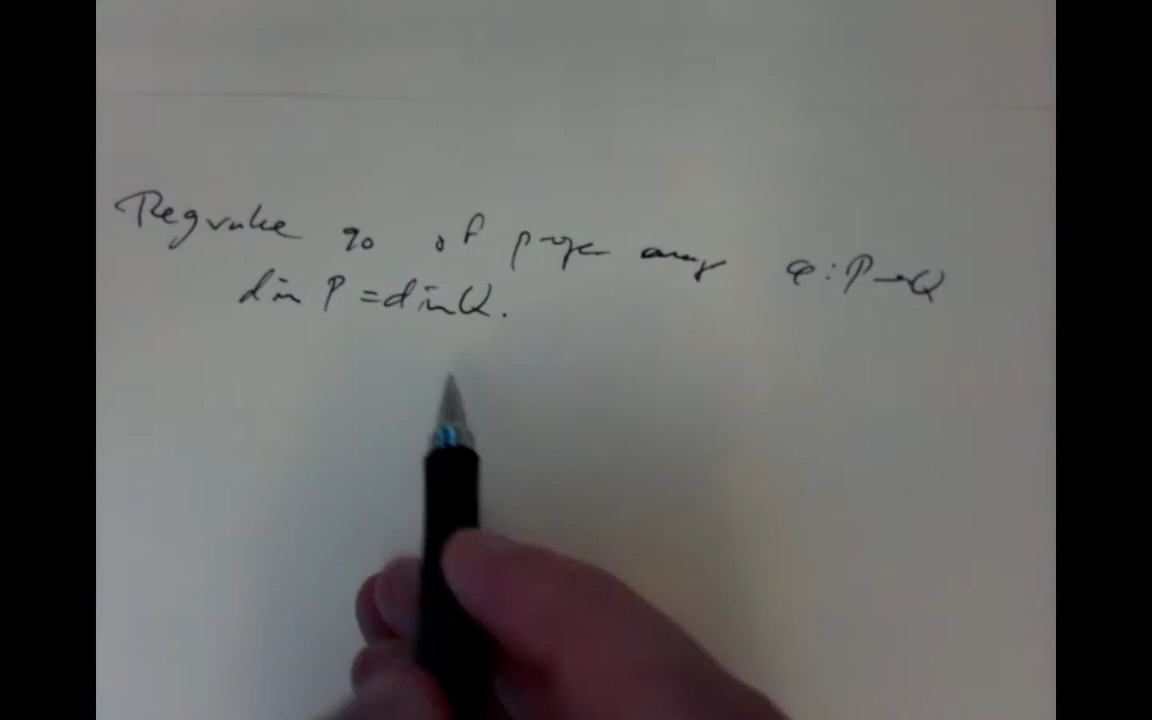 Reg value q₀ of proper map φ: P→Q
dim P = dim Q.